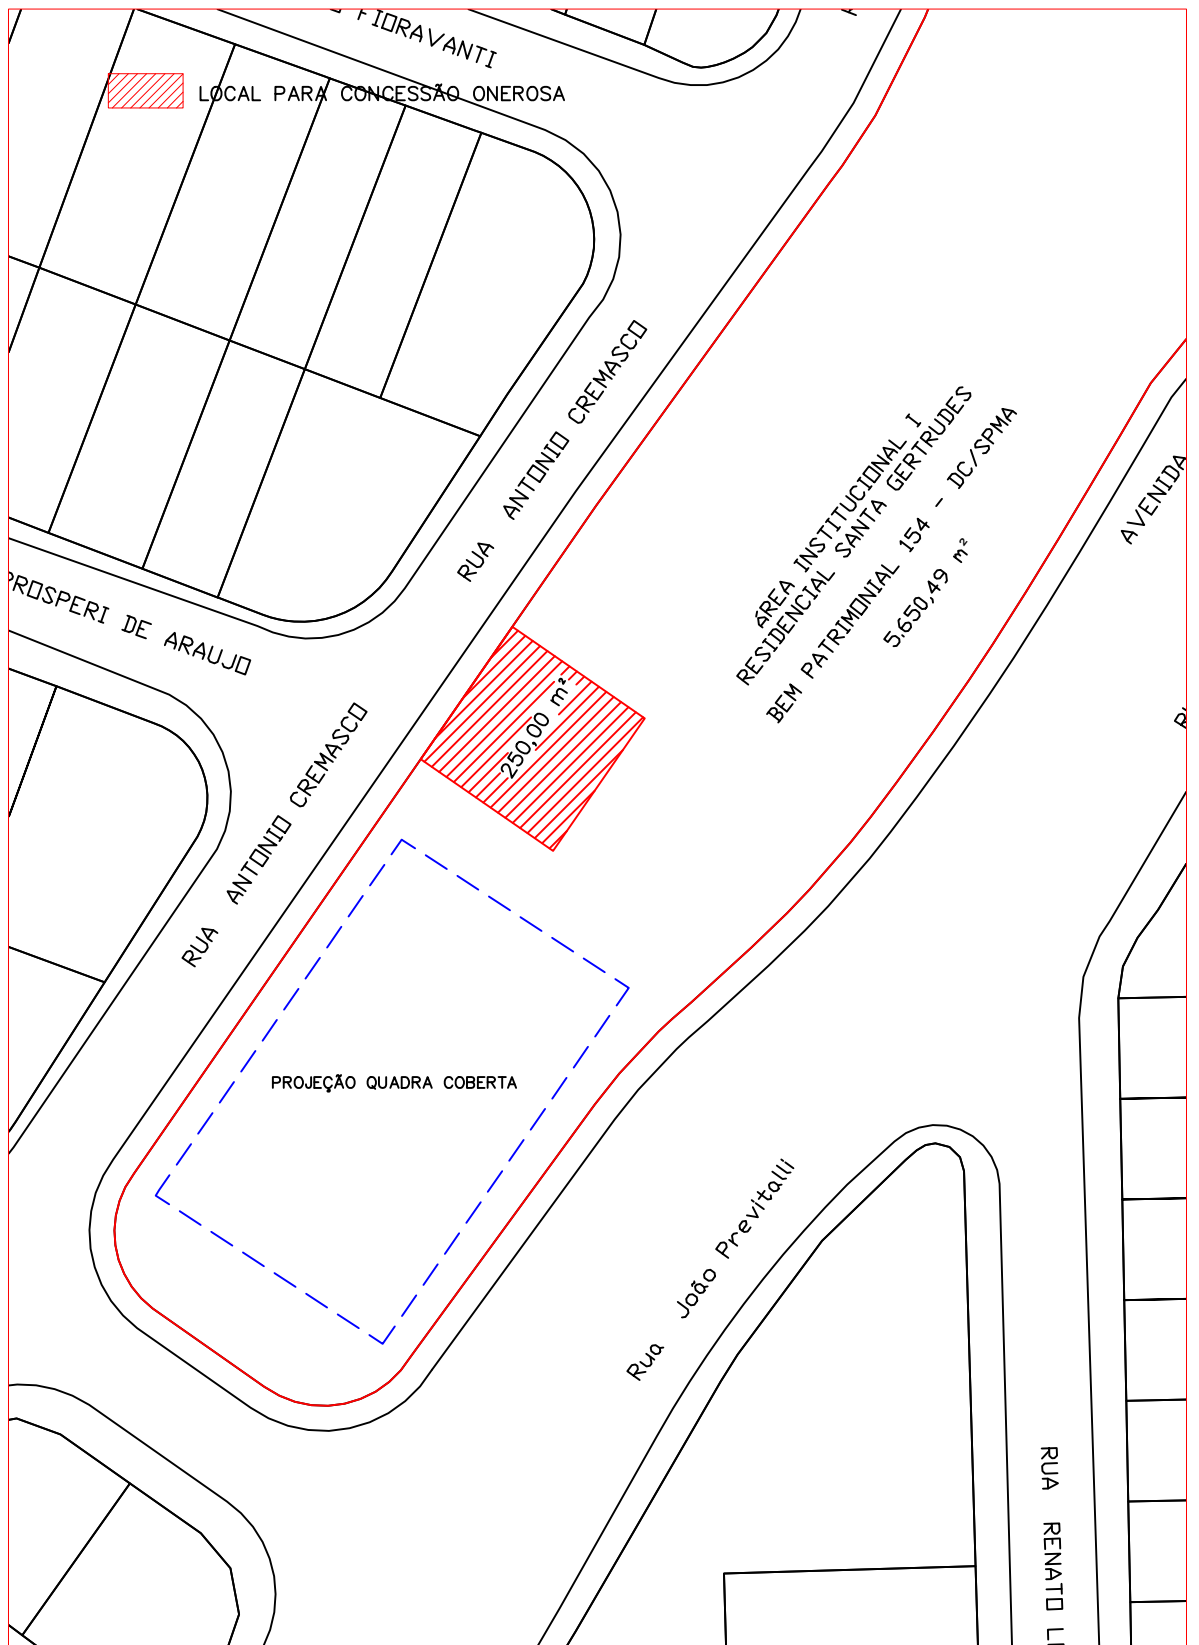 FIORAVANTI
LOCAL PARA CONCESSÃO ONEROSA
RUA ANTONIO CREMASCO
ÁREA INSTITUCIONAL I
RESIDENCIAL SANTA GERTRUDES
BEM PATRIMONIAL 154 - DC/SPMA
5.650,49 m²
AVENIDA
PROSPERI DE ARAUJO
250,00 m²
RUA ANTONIO CREMASCO
PROJEÇÃO QUADRA COBERTA
Rua João Previtalli
RUA RENATO